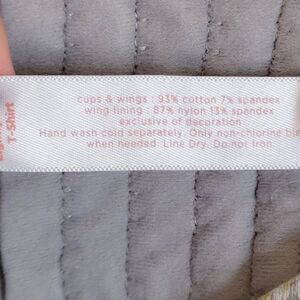 T-Shirt
cups & wings : 93% cotton 7% spandex
wing lining : 87% nylon 13% spandex
exclusive of decoration
Hand wash cold separately. Only non-chlorine bl
when needed. Line Dry. Do not Iron.